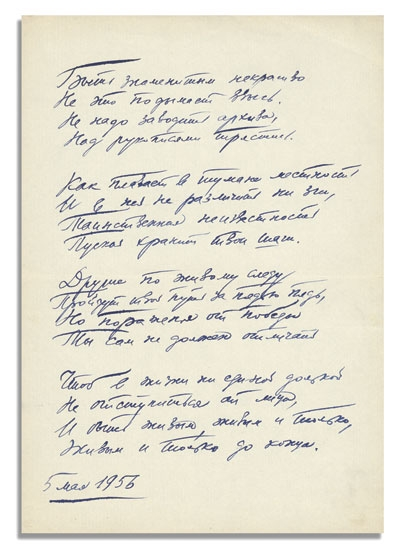 Быть знаменитым некрасиво
Не это подымает ввысь.
Не надо заводить архива,
Над рукописями трястись.
Как плавает в тумане местность
И в ней не различить ни зги,
Таинственная неизвестность
Пускай хранит твои шаги.
Другие по живому следу
Пройдут твой путь за пядью пядь,
Но поражения от победы
Ты сам не должен отличать
Чтоб в жизни ни единой долькой
Не отступиться от лица,
И быть живым, живым и только,
Живым и только до конца.
5 мая 1956